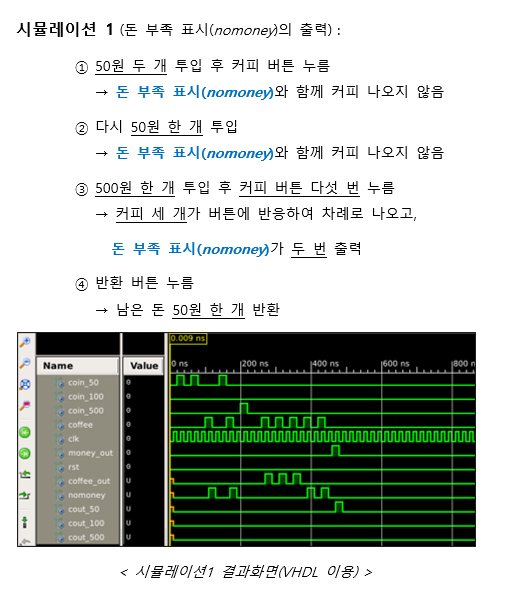 시뮬레이션 1 (돈 부족 표시(nomoney)의 출력) :
① 50원 두 개 투입 후 커피 버튼 누름
→ 돈 부족 표시(nomoney)와 함께 커피 나오지 않음
② 다시 50원 한 개 투입
→ 돈 부족 표시(nomoney)와 함께 커피 나오지 않음
③ 500원 한 개 투입 후 커피 버튼 다섯 번 누름
→ 커피 세 개가 버튼에 반응하여 차례로 나오고,
돈 부족 표시(nomoney)가 두 번 출력
④ 반환 버튼 누름
→ 남은 돈 50원 한 개 반환
0.009 ns
Name Value 0 ns 200 ns 400 ns 600 ns 800 n
coin_50 0
coin_100 0
coin_500 0
coffee 0
clk 0
money_out 0
rst 0
coffee_out U
nomoney U
cout_50 U
cout_100 U
cout_500 U
< 시뮬레이션1 결과화면(VHDL 이용) >